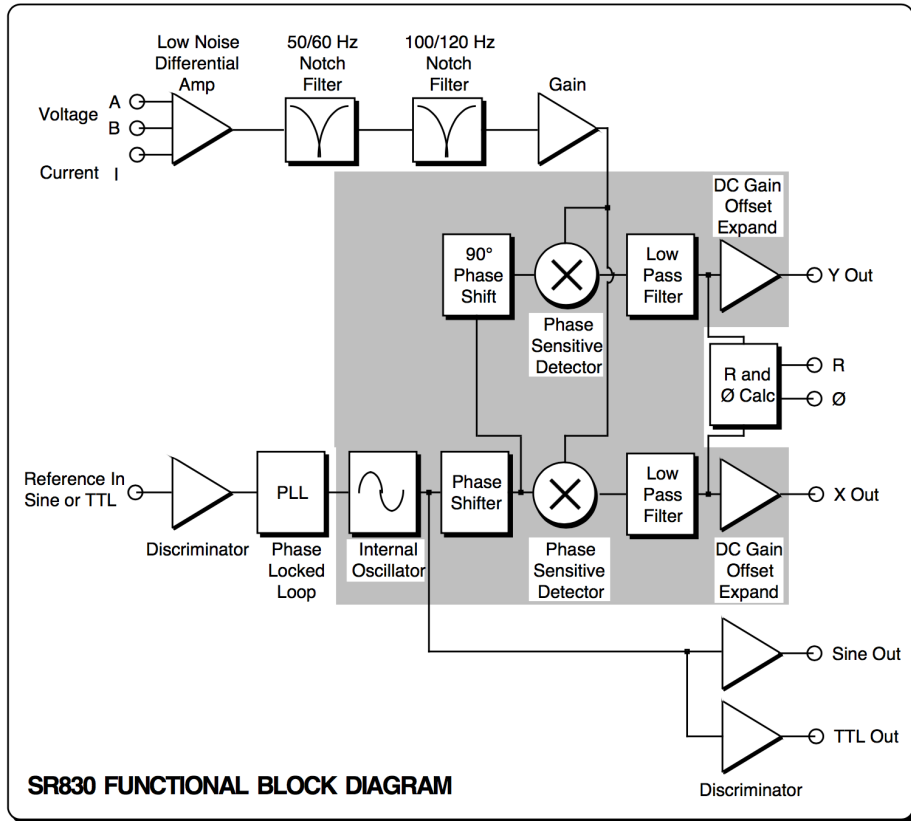 Low Noise
Differential
Amp
50/60 Hz
Notch
Filter
100/120 Hz
Notch
Filter
Gain
Voltage
A
B
Current
I
DC Gain
Offset
Expand
90°
Phase
Shift
Low
Pass
Filter
Y Out
Phase
Sensitive
Detector
R and
Ø Calc
R
Ø
Reference In
Sine or TTL
PLL
Phase
Shifter
Low
Pass
Filter
X Out
Discriminator
Phase
Locked
Loop
Internal
Oscillator
Phase
Sensitive
Detector
DC Gain
Offset
Expand
Sine Out
TTL Out
Discriminator
SR830 FUNCTIONAL BLOCK DIAGRAM